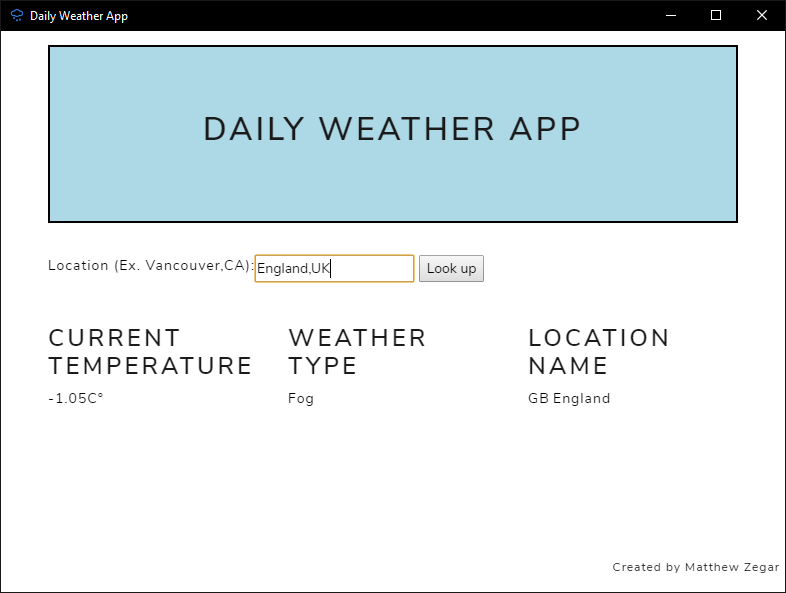 Daily Weather App
DAILY WEATHER APP
Location (Ex. Vancouver,CA): England,UK Look up
CURRENT
TEMPERATURE
-1.05C°
WEATHER
TYPE
Fog
LOCATION
NAME
GB England
Created by Matthew Zegar